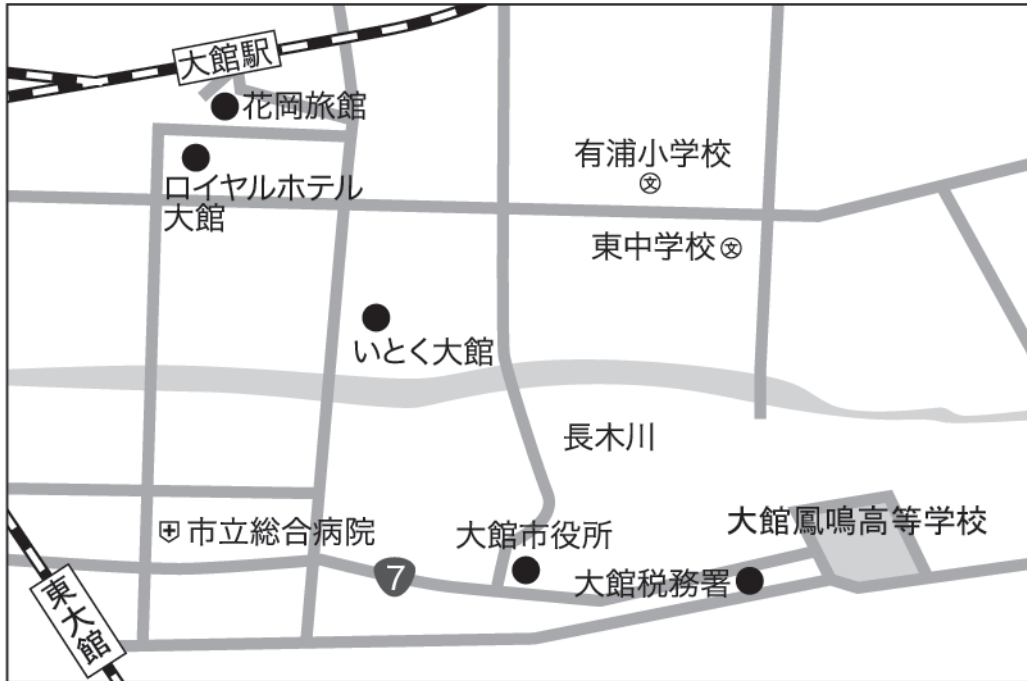 大館駅
花岡旅館
ロイヤルホテル
大館
有浦小学校
文
東中学校
文
いとく大館
長木川
市立総合病院
大館市役所
大館鳳鳴高等学校
7
大館税務署
東大館